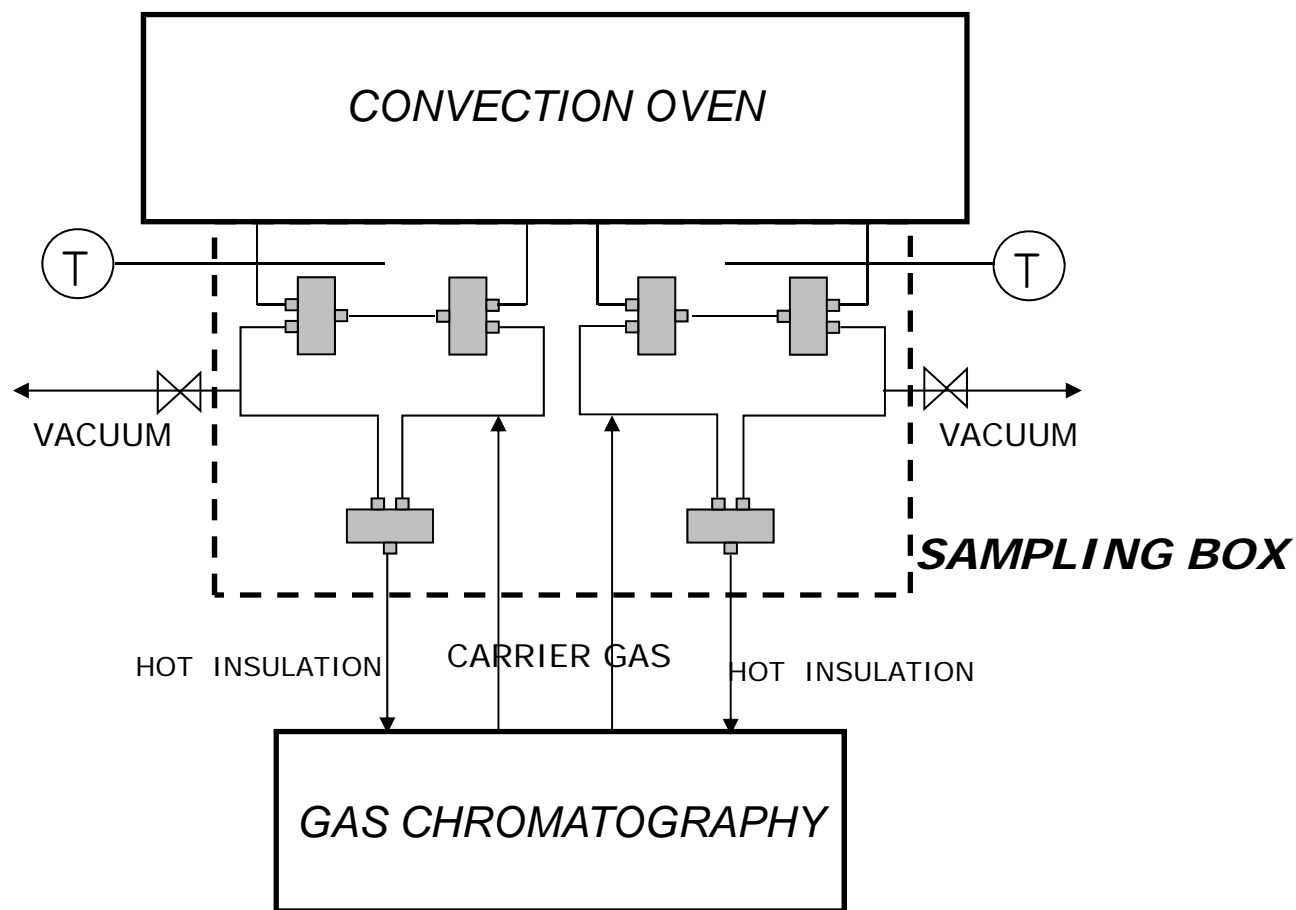 CONVECTION OVEN
T
T
VACUUM
VACUUM
SAMPLING BOX
HOT INSULATION
CARRIER GAS
HOT INSULATION
GAS CHROMATOGRAPHY